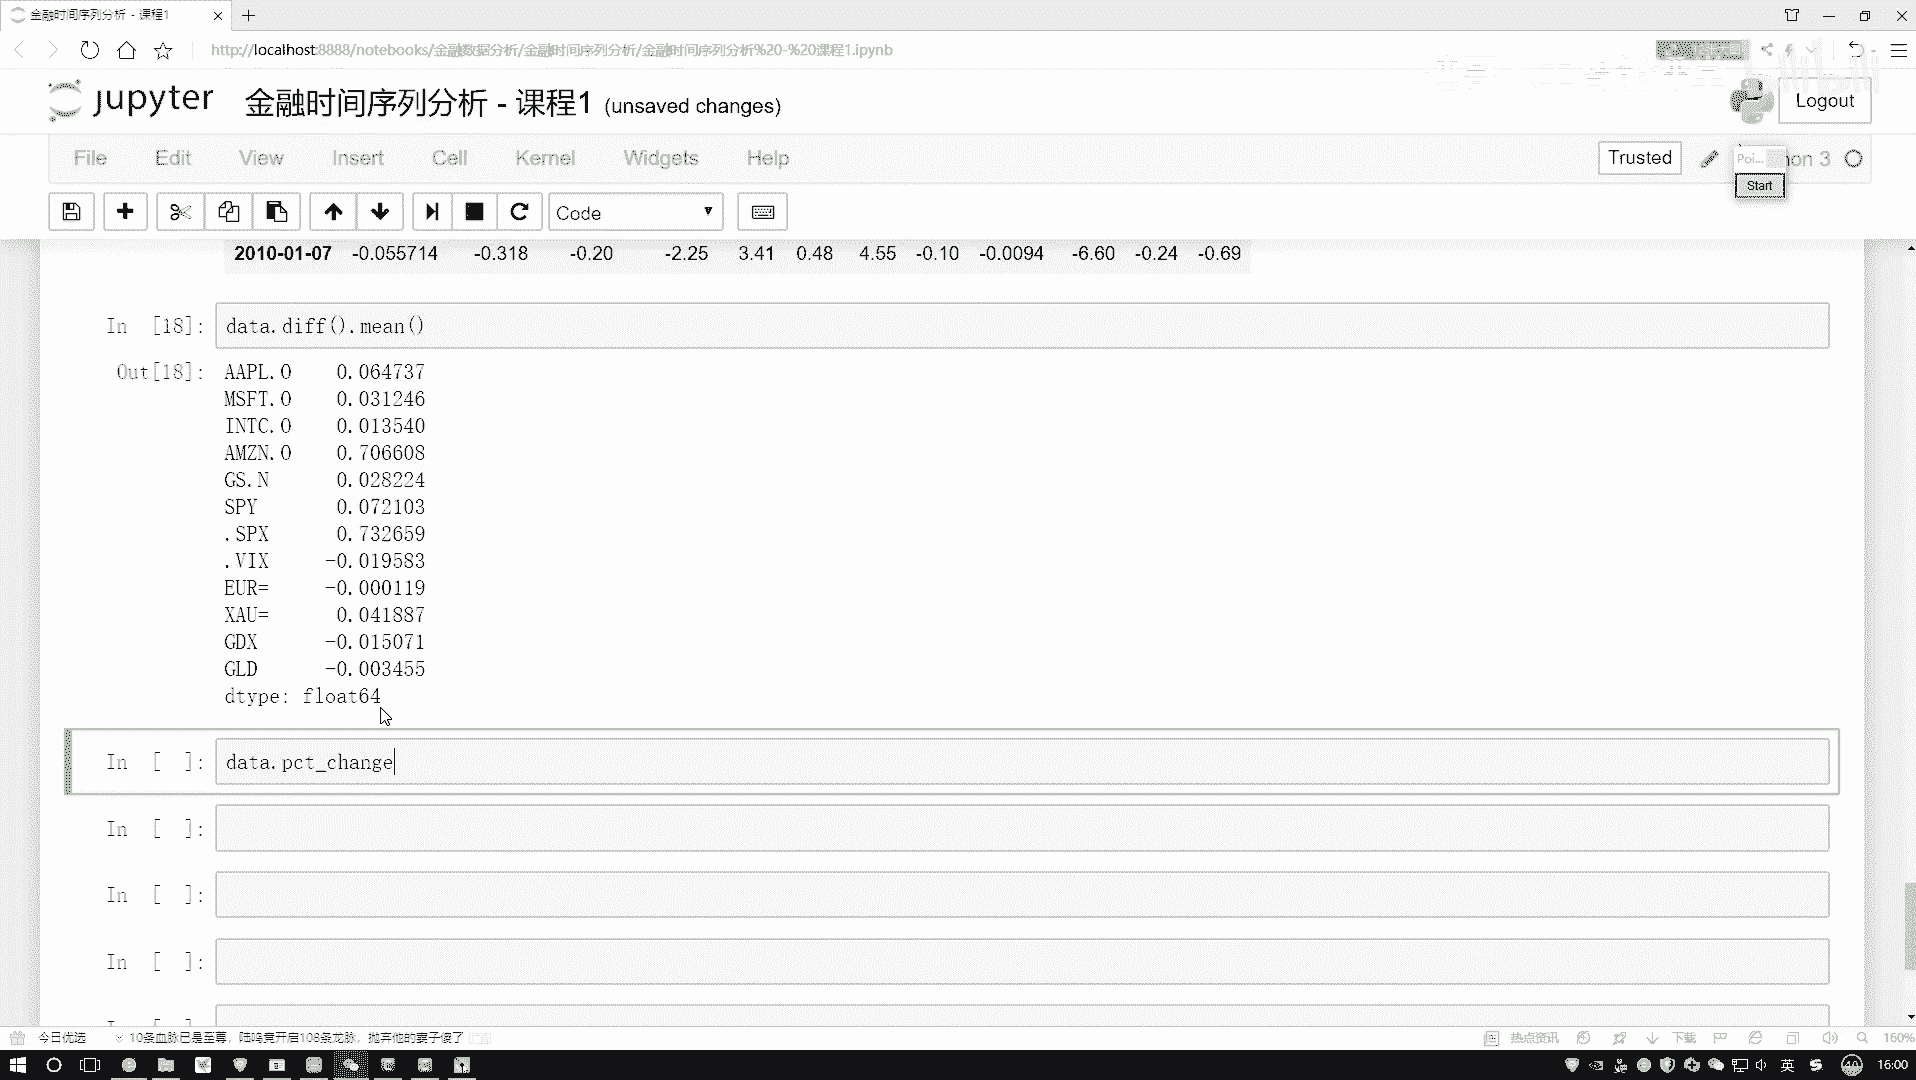 金融时间序列分析 - 课程1
http://localhost:8888/notebooks/金融数据分析/金融时间序列分析/金融时间序列分析%20-%20课程1.ipynb
jupyter 金融时间序列分析 - 课程1 (unsaved changes)
Logout
File Edit View Insert Cell Kernel Widgets Help
Trusted
Poi...
on 3
Start
Code
2010-01-07 -0.055714 -0.318 -0.20 -2.25 3.41 0.48 4.55 -0.10 -0.0094 -6.60 -0.24 -0.69
In [18]: data.diff().mean()
Out[18]: AAPL.O 0.064737
MSFT.O 0.031246
INTC.O 0.013540
AMZN.O 0.706608
GS.N 0.028224
SPY 0.072103
.SPX 0.732659
.VIX -0.019583
EUR= -0.000119
XAU= 0.041887
GDX -0.015071
GLD -0.003455
dtype: float64
In [ ]: data.pct_change
In [ ]:
In [ ]:
In [ ]:
今日优选 10条血脉已是至尊，陆鸣竟开启108条龙脉，抛弃他的妻子傻了
热点资讯 下载 160%
英 40 16:00